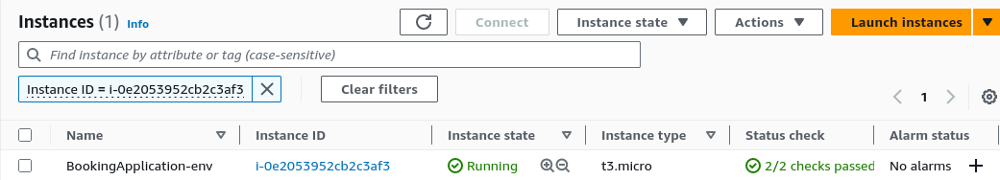 Instances (1) Info Connect Instance state Actions Launch instances
Find instance by attribute or tag (case-sensitive)
Instance ID = i-0e2053952cb2c3af3 Clear filters
1
Name Instance ID Instance state Instance type Status check Alarm status
BookingApplication-env i-0e2053952cb2c3af3 Running t3.micro 2/2 checks passed No alarms